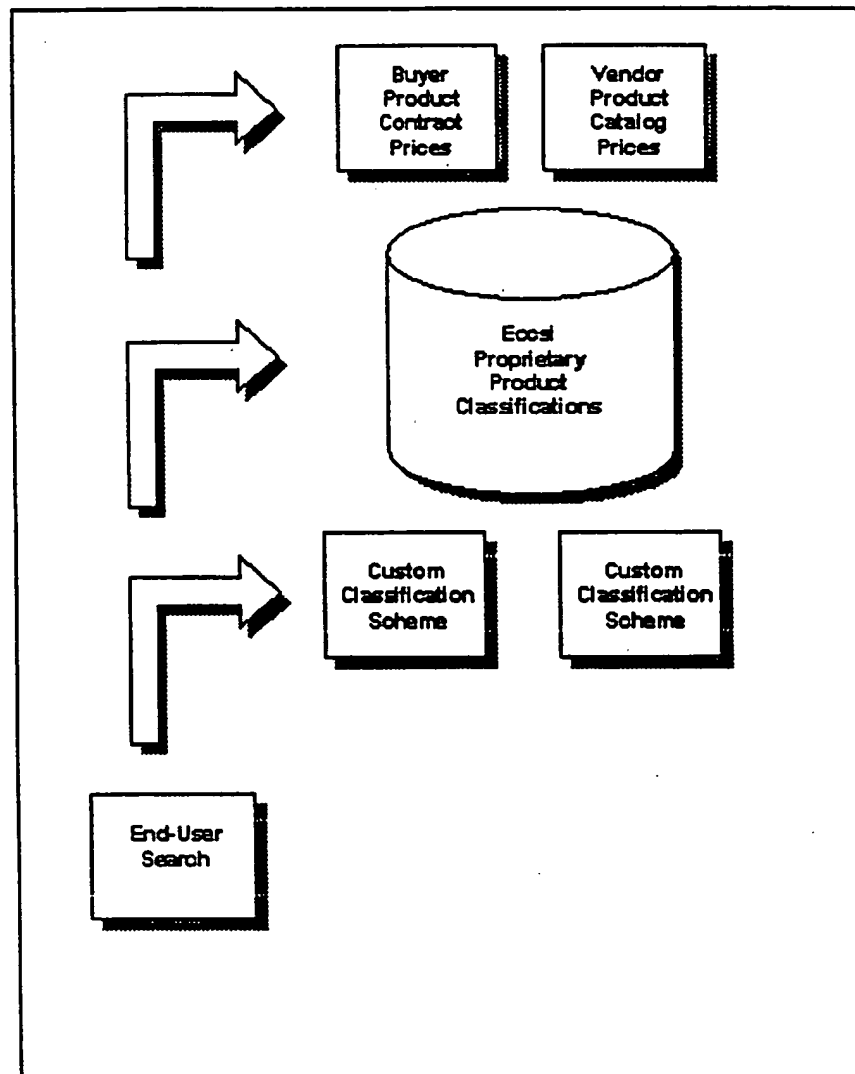 Buyer
Product
Contract
Prices
Vendor
Product
Catalog
Prices
Eccsi
Proprietary
Product
Classifications
Custom
Classification
Scheme
Custom
Classification
Scheme
End-User
Search